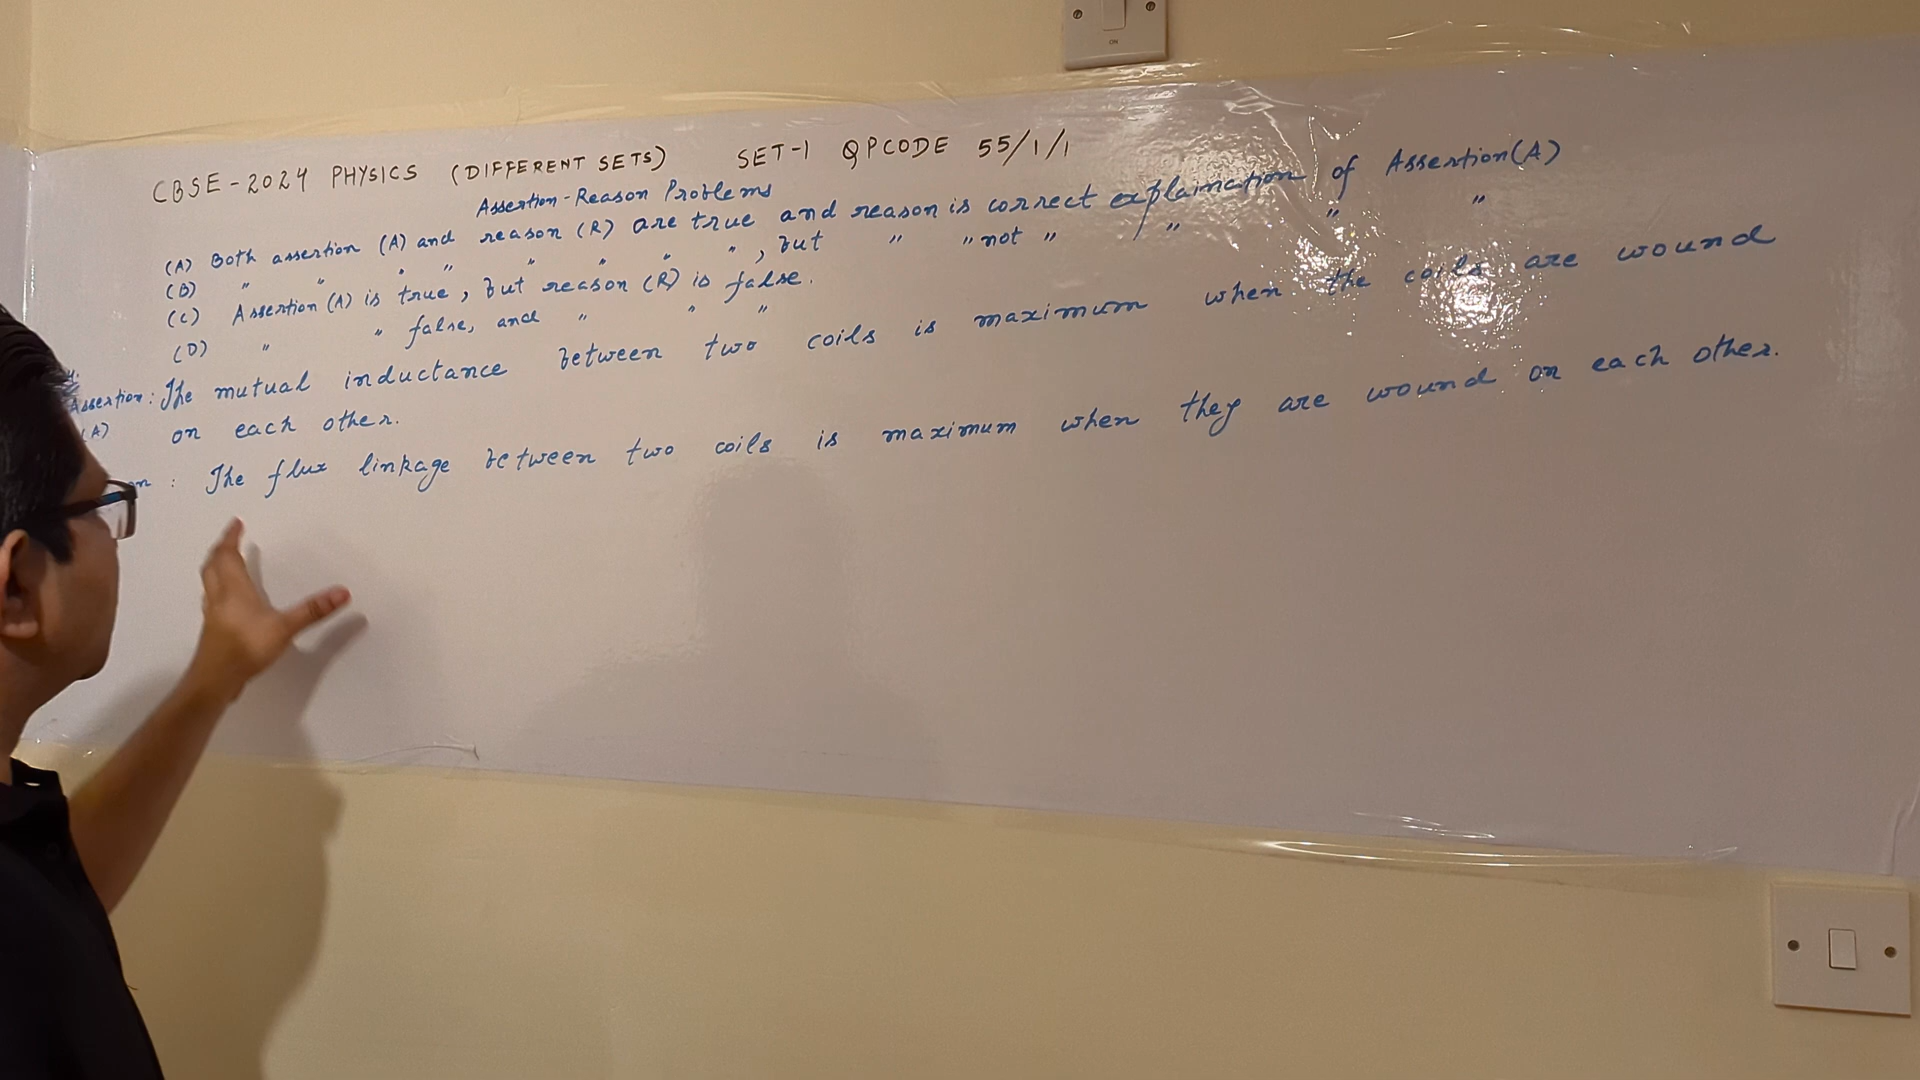 ON
CBSE-2024 PHYSICS (DIFFERENT SETS) SET-1 QPCODE 55/1/1
Assertion-Reason Problems
(A) Both assertion (A) and reason (R) are true and reason is correct explaination of Assertion(A)
(B) " " " " " " " " , but " " not " " " "
(C) Assertion (A) is true, but reason (R) is false.
(D) " " false, and " " "
Assertion: The mutual inductance between two coils is maximum when the coils are wound
(A) on each other.
: The flux linkage between two coils is maximum when they are wound on each other.